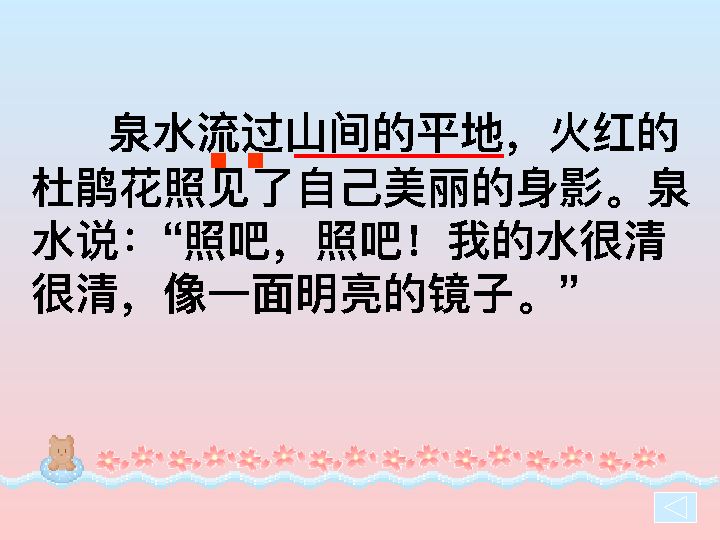 泉水流过山间的平地，火红的
杜鹃花照见了自己美丽的身影。泉
水说：“照吧，照吧！我的水很清
很清，像一面明亮的镜子。”